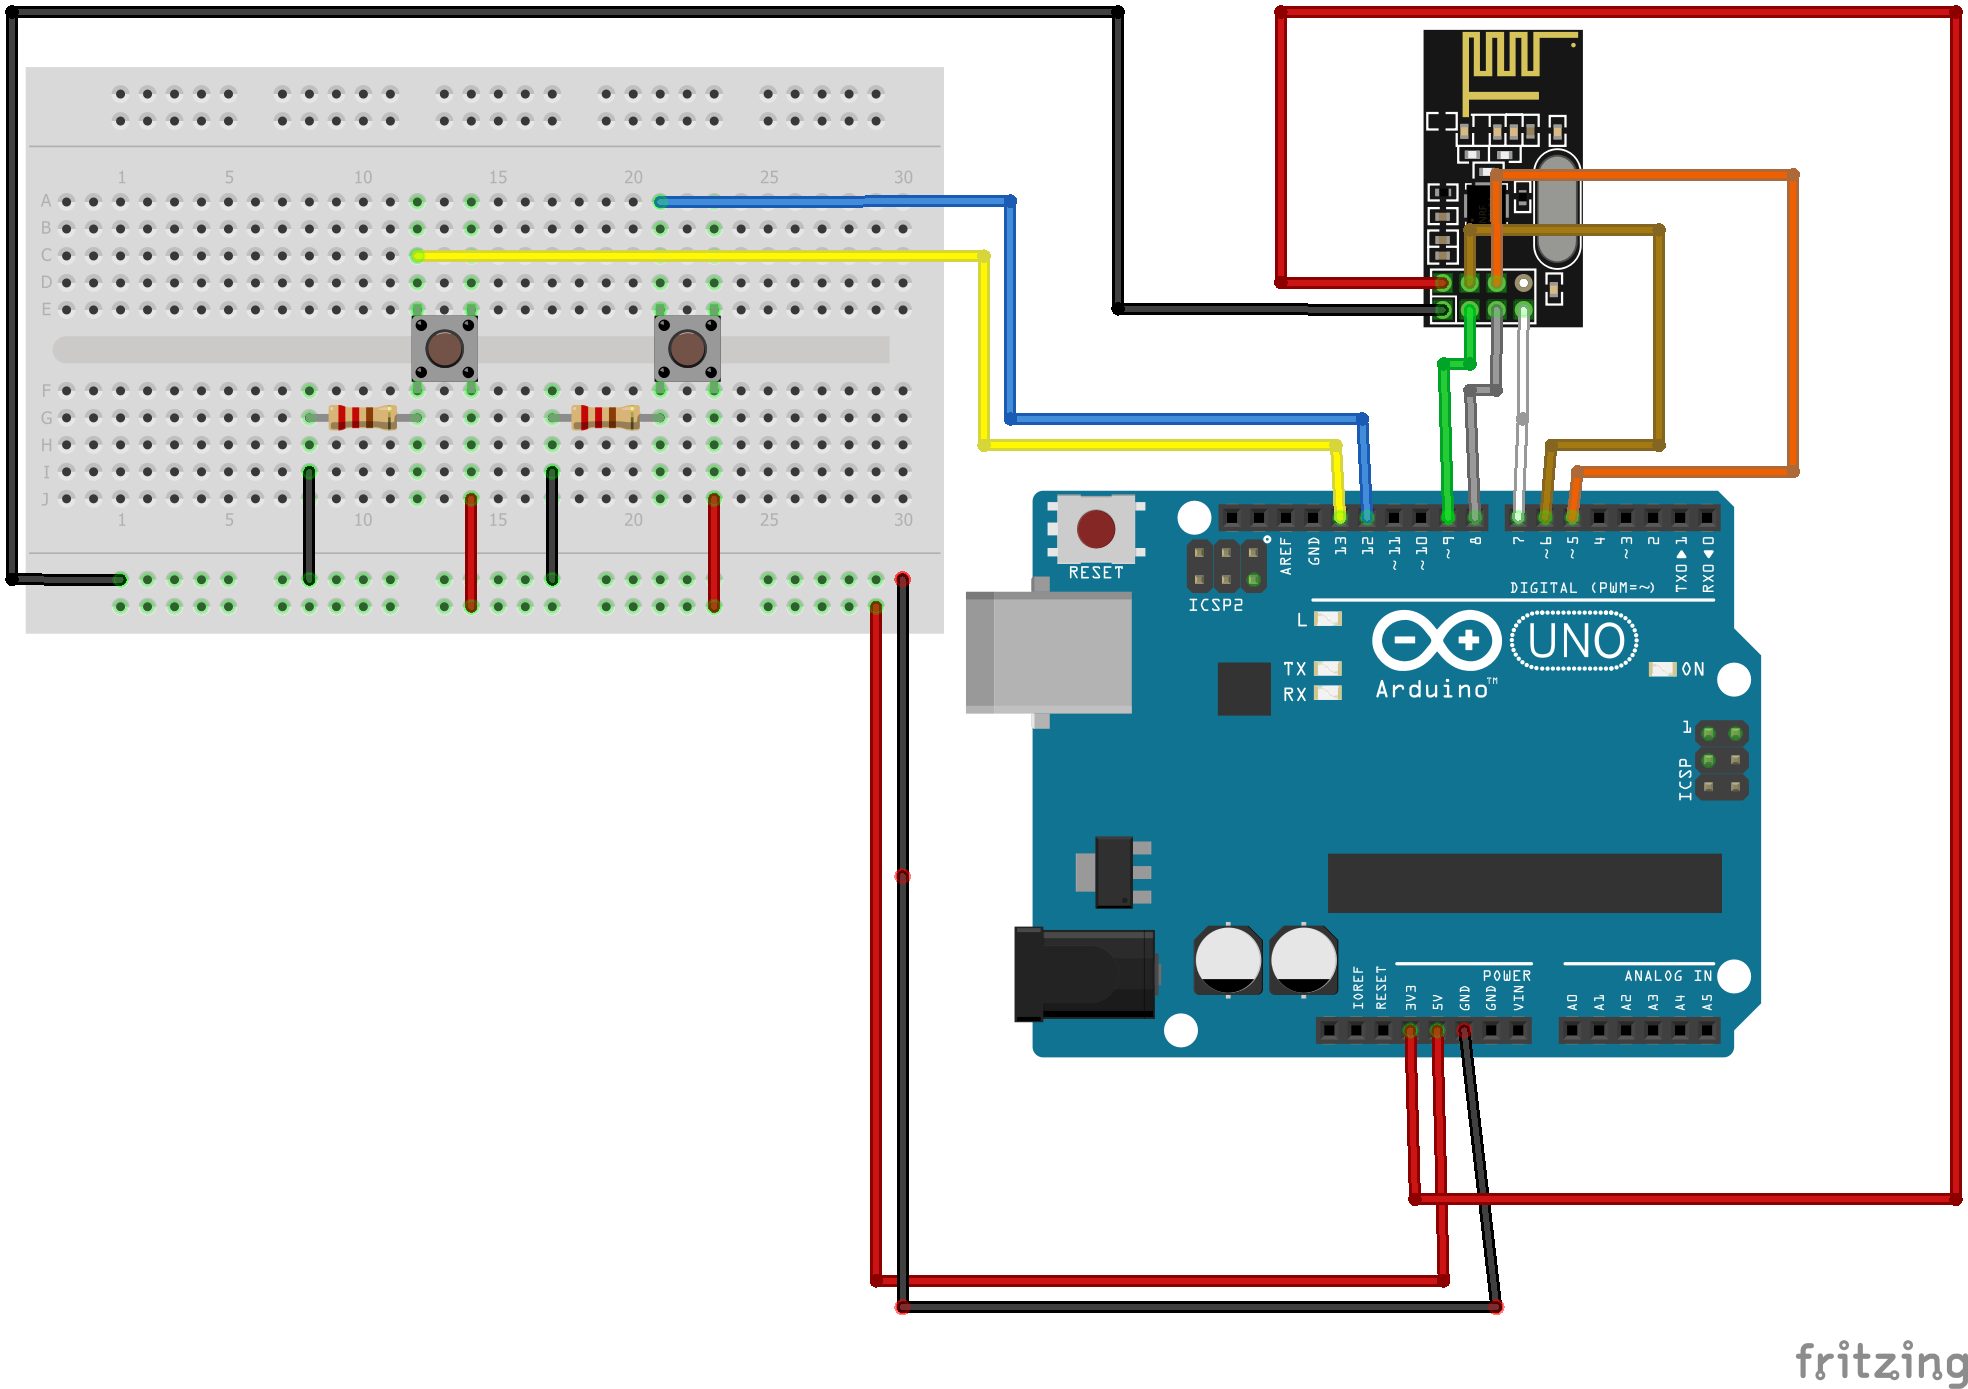 1 5 10 15 20 25 30
A
B
C
D
E
F
G
H
I
J
1 5 10 15 20 25 30
RESET
ICSP2
AREF
GND
13
12
~11
~10
~9
8
7
~6
~5
4
~3
2
TX0▶1
RX0◀0
DIGITAL (PWM=~)
L
TX
RX
UNO
Arduino™
ON
1
ICSP
IOREF
RESET
3V3
5V
GND
GND
VIN
POWER
ANALOG IN
A0
A1
A2
A3
A4
A5
fritzing